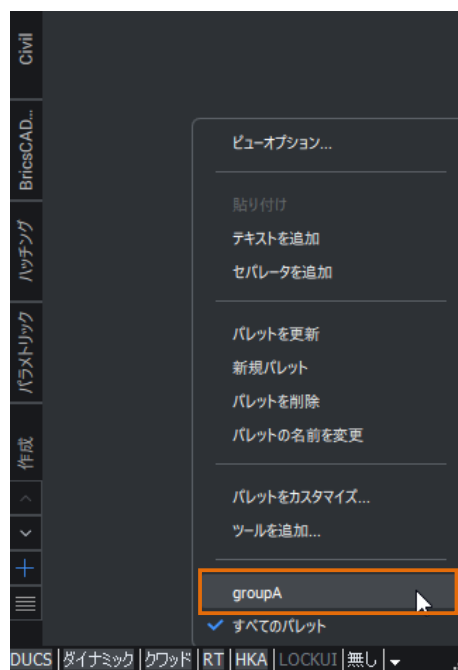 Civil
BricsCAD...
ハッチング
パラメトリック
作成
ビューオプション...
貼り付け
テキストを追加
セパレータを追加
パレットを更新
新規パレット
パレットを削除
パレットの名前を変更
パレットをカスタマイズ...
ツールを追加...
groupA
すべてのパレット
DUCS ダイナミック クワッド RT HKA LOCKUI 無し